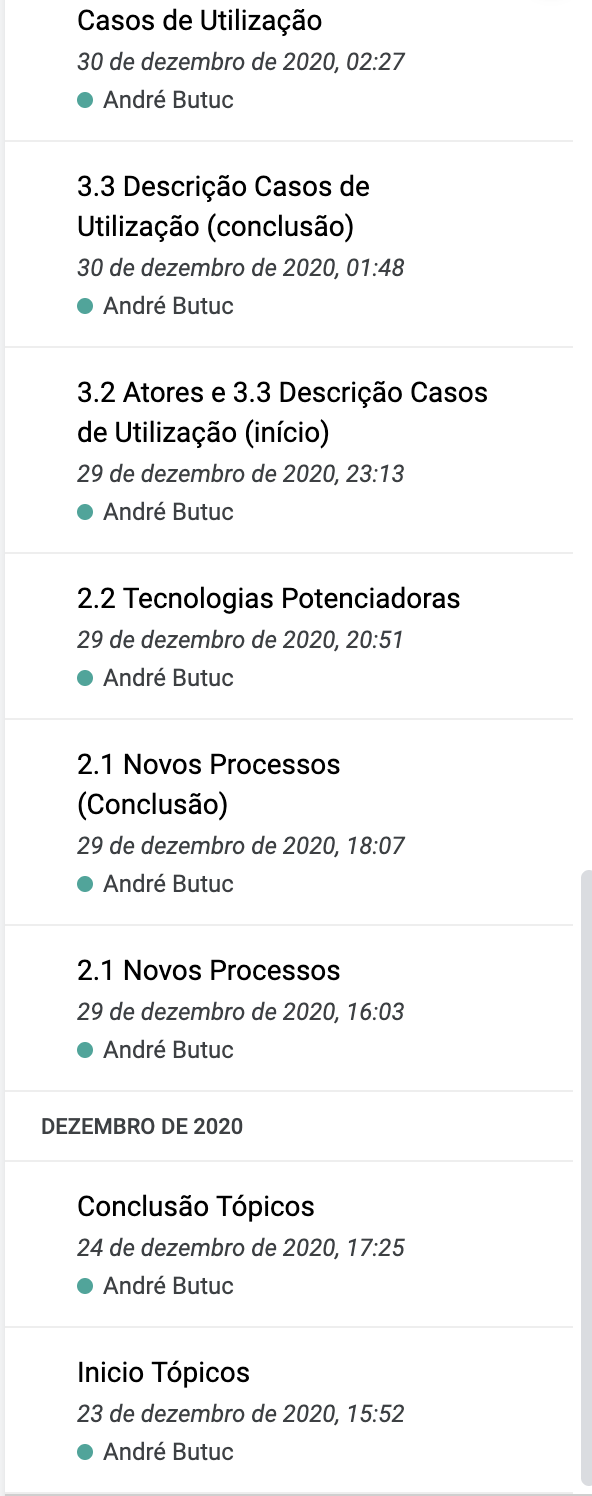 Casos de Utilização
30 de dezembro de 2020, 02:27
André Butuc
3.3 Descrição Casos de
Utilização (conclusão)
30 de dezembro de 2020, 01:48
André Butuc
3.2 Atores e 3.3 Descrição Casos
de Utilização (início)
29 de dezembro de 2020, 23:13
André Butuc
2.2 Tecnologias Potenciadoras
29 de dezembro de 2020, 20:51
André Butuc
2.1 Novos Processos
(Conclusão)
29 de dezembro de 2020, 18:07
André Butuc
2.1 Novos Processos
29 de dezembro de 2020, 16:03
André Butuc
DEZEMBRO DE 2020
Conclusão Tópicos
24 de dezembro de 2020, 17:25
André Butuc
Inicio Tópicos
23 de dezembro de 2020, 15:52
André Butuc